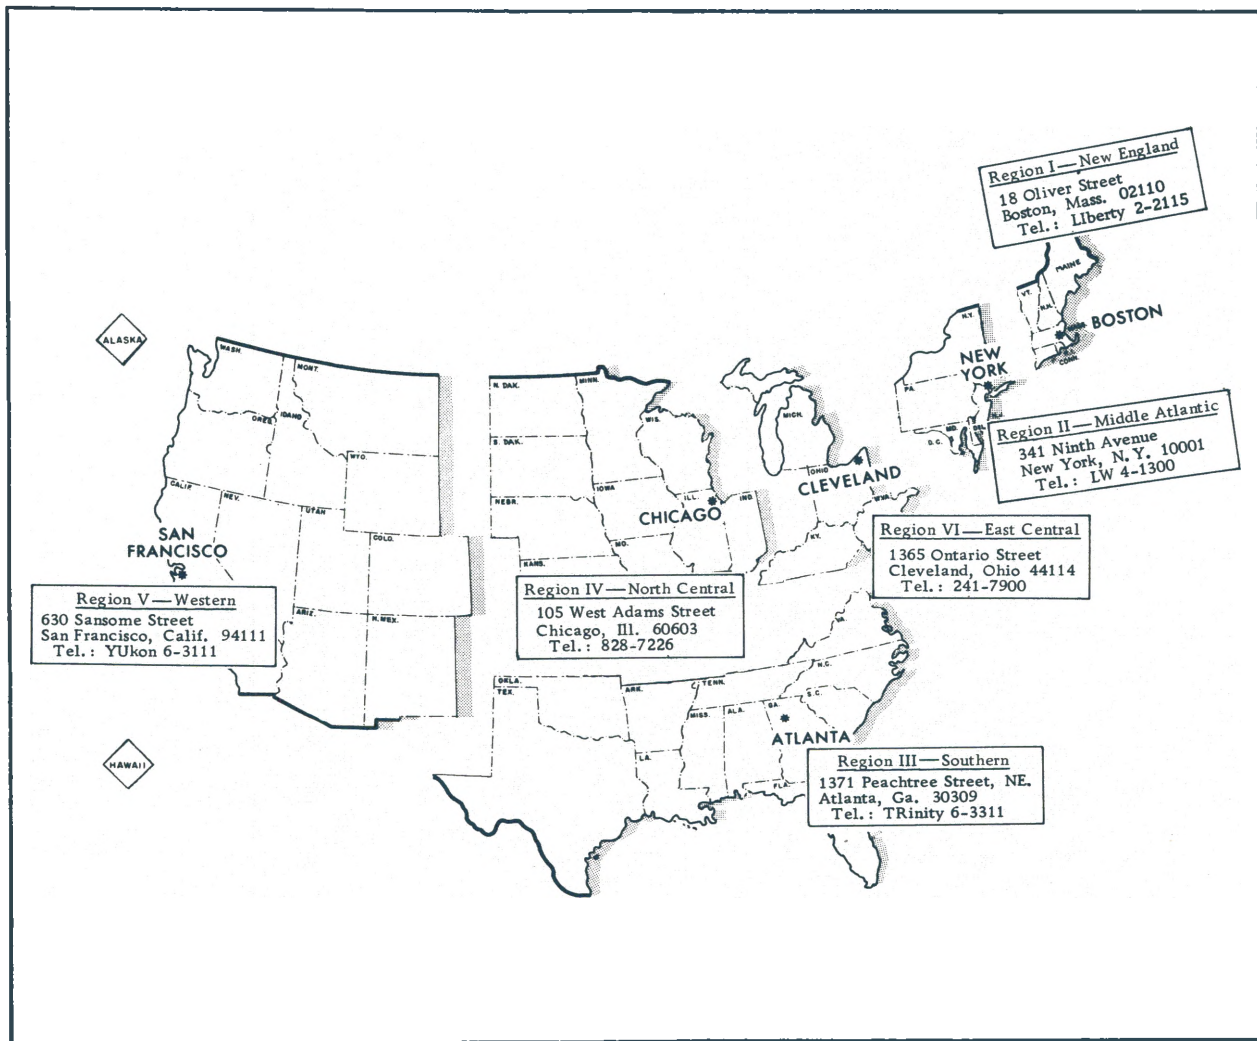 Region I—New England
18 Oliver Street
Boston, Mass. 02110
Tel.: LIberty 2-2115
MAINE
VT.
N.H.
BOSTON
CONN.
N.Y.
NEW
YORK
PA.
MD.
DEL.
D.C.
Region II—Middle Atlantic
341 Ninth Avenue
New York, N.Y. 10001
Tel.: LW 4-1300
ALASKA
WASH.
MONT.
OREG.
IDAHO
WYO.
CALIF.
NEV.
UTAH
COLO.
ARIZ.
N. MEX.
SAN
FRANCISCO
Region V—Western
630 Sansome Street
San Francisco, Calif. 94111
Tel.: YUkon 6-3111
HAWAII
N. DAK.
MINN.
S. DAK.
WIS.
NEBR.
IOWA
MICH.
ILL.
IND.
CHICAGO
KANS.
MO.
Region IV—North Central
105 West Adams Street
Chicago, Ill. 60603
Tel.: 828-7226
OHIO
CLEVELAND
W.VA.
KY.
Region VI—East Central
1365 Ontario Street
Cleveland, Ohio 44114
Tel.: 241-7900
VA.
N.C.
S.C.
OKLA.
TEX.
ARK.
TENN.
MISS.
ALA.
GA.
LA.
FLA.
ATLANTA
Region III—Southern
1371 Peachtree Street, NE.
Atlanta, Ga. 30309
Tel.: TRinity 6-3311